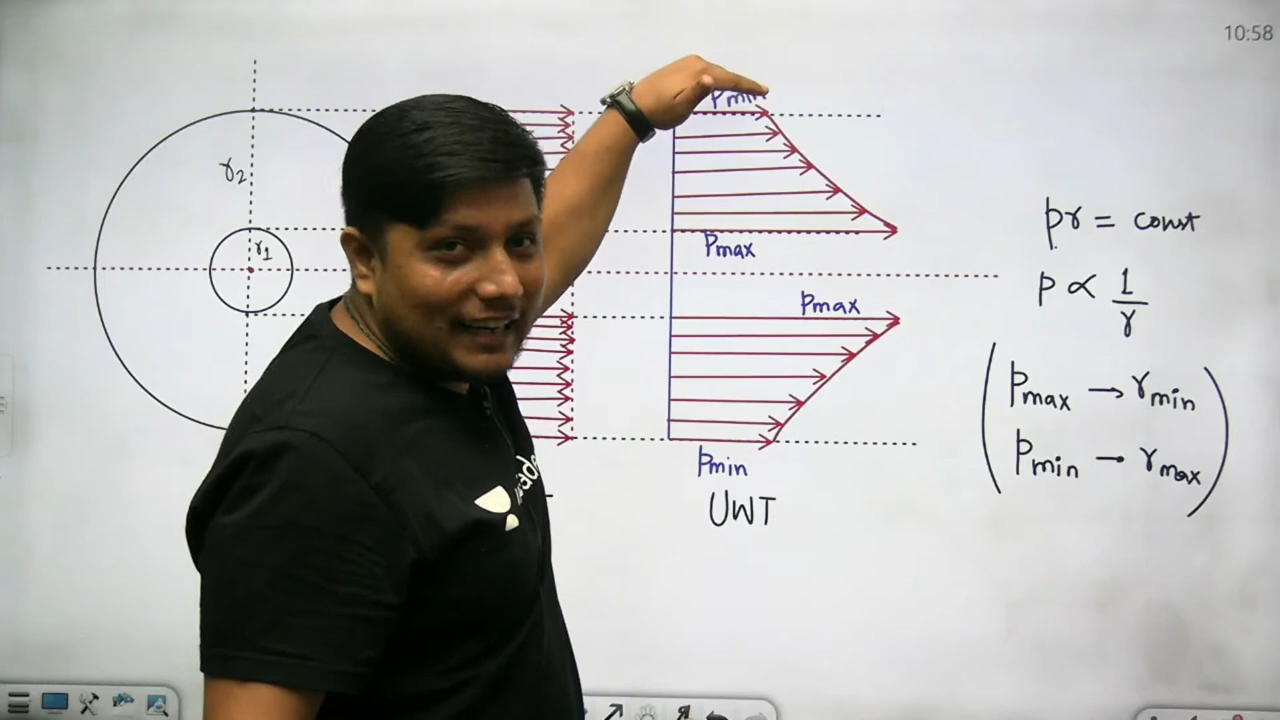 10:58
Pmin
r2
r1
Pmax
pr = const
p ∝ 1/r
Pmax
Pmax → rmin
Pmin → rmax
Pmin
UWT